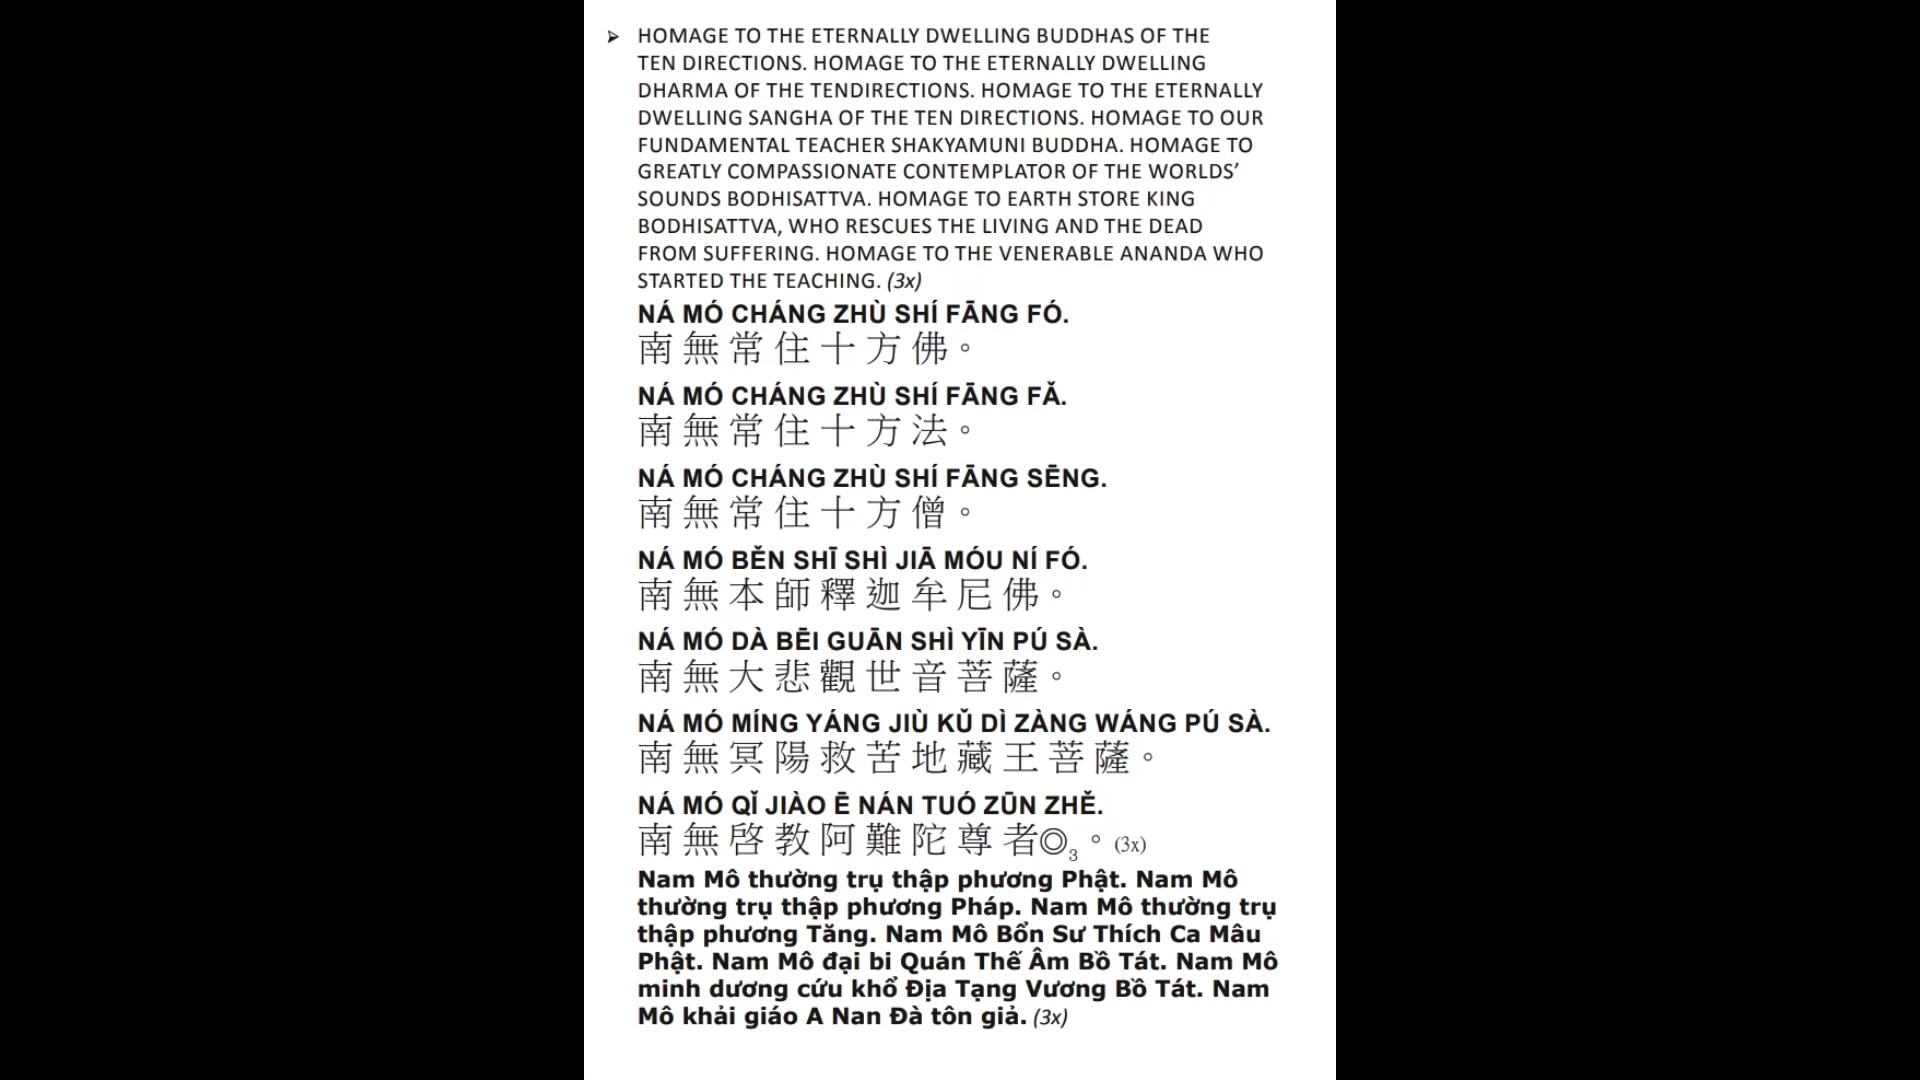 ➢ HOMAGE TO THE ETERNALLY DWELLING BUDDHAS OF THE
TEN DIRECTIONS. HOMAGE TO THE ETERNALLY DWELLING
DHARMA OF THE TENDIRECTIONS. HOMAGE TO THE ETERNALLY
DWELLING SANGHA OF THE TEN DIRECTIONS. HOMAGE TO OUR
FUNDAMENTAL TEACHER SHAKYAMUNI BUDDHA. HOMAGE TO
GREATLY COMPASSIONATE CONTEMPLATOR OF THE WORLDS’
SOUNDS BODHISATTVA. HOMAGE TO EARTH STORE KING
BODHISATTVA, WHO RESCUES THE LIVING AND THE DEAD
FROM SUFFERING. HOMAGE TO THE VENERABLE ANANDA WHO
STARTED THE TEACHING. (3x)
NÁ MÓ CHÁNG ZHÙ SHÍ FĀNG FÓ.
南無常住十方佛。
NÁ MÓ CHÁNG ZHÙ SHÍ FĀNG FǍ.
南無常住十方法。
NÁ MÓ CHÁNG ZHÙ SHÍ FĀNG SĒNG.
南無常住十方僧。
NÁ MÓ BĚN SHĪ SHÌ JIĀ MÓU NÍ FÓ.
南無本師釋迦牟尼佛。
NÁ MÓ DÀ BĒI GUĀN SHÌ YĪN PÚ SÀ.
南無大悲觀世音菩薩。
NÁ MÓ MÍNG YÁNG JIÙ KǓ DÌ ZÀNG WÁNG PÚ SÀ.
南無冥陽救苦地藏王菩薩。
NÁ MÓ QǏ JIÀO Ē NÁN TUÓ ZŪN ZHĚ.
南無啓教阿難陀尊者◎3。(3x)
Nam Mô thường trụ thập phương Phật. Nam Mô
thường trụ thập phương Pháp. Nam Mô thường trụ
thập phương Tăng. Nam Mô Bổn Sư Thích Ca Mâu
Phật. Nam Mô đại bi Quán Thế Âm Bồ Tát. Nam Mô
minh dương cứu khổ Địa Tạng Vương Bồ Tát. Nam
Mô khải giáo A Nan Đà tôn giả. (3x)